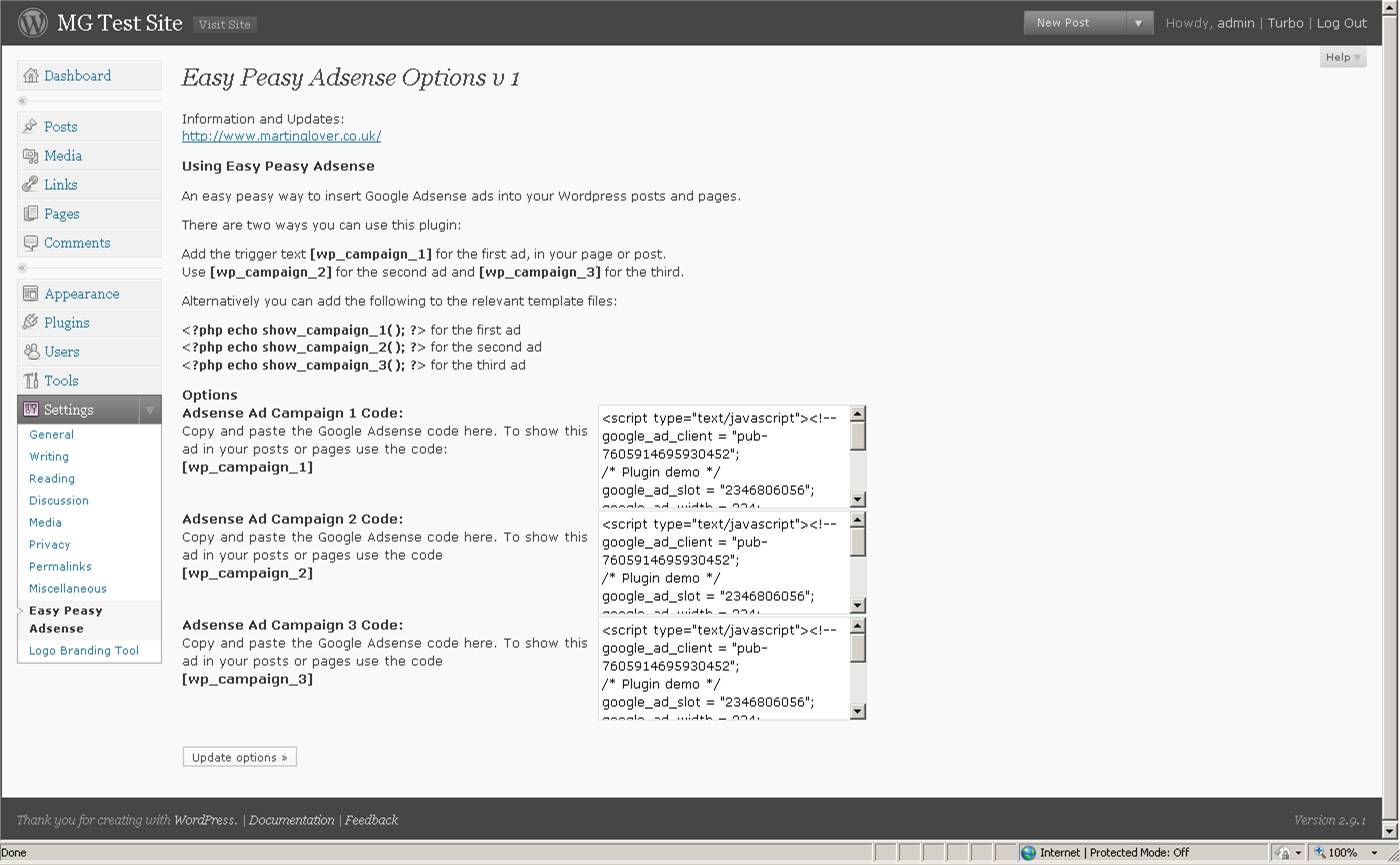 MG Test Site Visit Site New Post Howdy, admin | Turbo | Log Out
Help
Dashboard
Posts
Media
Links
Pages
Comments
Appearance
Plugins
Users
Tools
Settings
General
Writing
Reading
Discussion
Media
Privacy
Permalinks
Miscellaneous
Easy Peasy
Adsense
Logo Branding Tool
Easy Peasy Adsense Options v 1
Information and Updates:
http://www.martinglover.co.uk/
Using Easy Peasy Adsense
An easy peasy way to insert Google Adsense ads into your Wordpress posts and pages.
There are two ways you can use this plugin:
Add the trigger text [wp_campaign_1] for the first ad, in your page or post.
Use [wp_campaign_2] for the second ad and [wp_campaign_3] for the third.
Alternatively you can add the following to the relevant template files:
<?php echo show_campaign_1(); ?> for the first ad
<?php echo show_campaign_2(); ?> for the second ad
<?php echo show_campaign_3(); ?> for the third ad
Options
Adsense Ad Campaign 1 Code:
Copy and paste the Google Adsense code here. To show this
ad in your posts or pages use the code:
[wp_campaign_1]
<script type="text/javascript"><!--
google_ad_client = "pub-
7605914695930452";
/* Plugin demo */
google_ad_slot = "2346806056";
google_ad_width = 234;
Adsense Ad Campaign 2 Code:
Copy and paste the Google Adsense code here. To show this
ad in your posts or pages use the code
[wp_campaign_2]
<script type="text/javascript"><!--
google_ad_client = "pub-
7605914695930452";
/* Plugin demo */
google_ad_slot = "2346806056";
google_ad_width = 234;
Adsense Ad Campaign 3 Code:
Copy and paste the Google Adsense code here. To show this
ad in your posts or pages use the code
[wp_campaign_3]
<script type="text/javascript"><!--
google_ad_client = "pub-
7605914695930452";
/* Plugin demo */
google_ad_slot = "2346806056";
google_ad_width = 234;
Update options »
Thank you for creating with WordPress. | Documentation | Feedback Version 2.9.1
Done Internet | Protected Mode: Off 100%